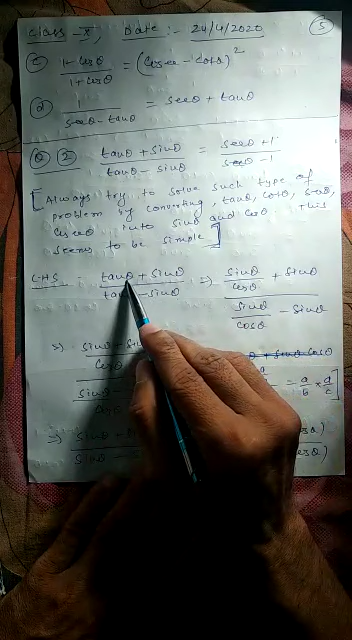 Class - X, Date :- 24/4/2020 (5)
(c) (1 - Cosθ)/(1 + Cosθ) = (Cosecθ - Cotθ)²
(d) 1/(secθ - tanθ) = secθ + tanθ
Q (2) (tanθ + Sinθ)/(tanθ - Sinθ) = (secθ + 1)/(secθ - 1)
[Always try to solve such type of
problem by converting, tanθ, cotθ, secθ,
cosecθ into sinθ and cosθ. This
seems to be simple]
L.H.S - (tanθ + Sinθ)/(tanθ - Sinθ) => (Sinθ/Cosθ + Sinθ)/(Sinθ/Cosθ - Sinθ)
= a/b × d/c]